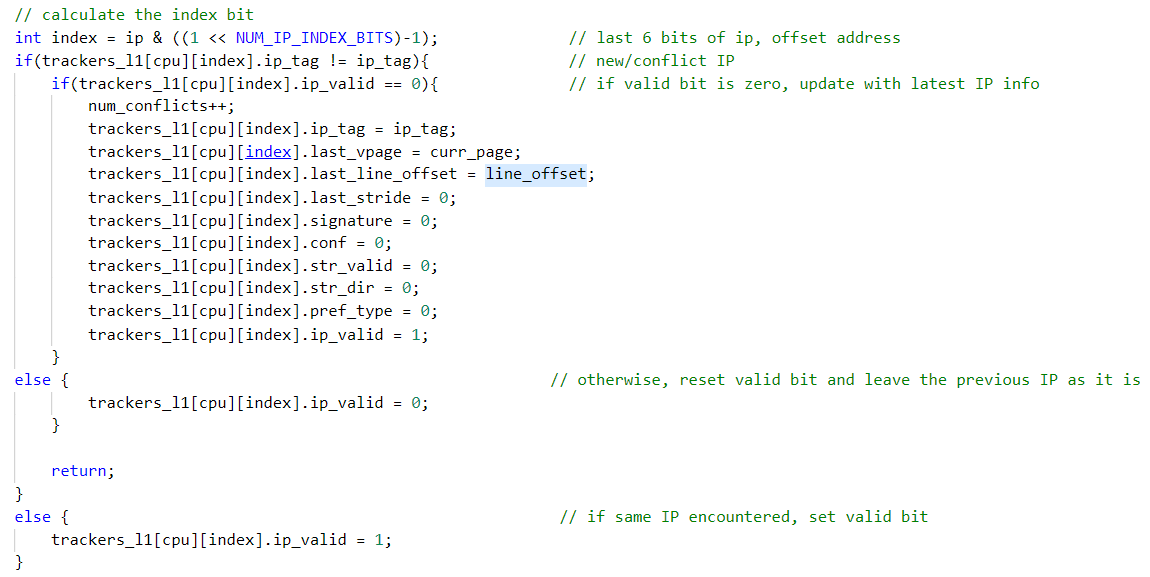 // calculate the index bit
int index = ip & ((1 << NUM_IP_INDEX_BITS)-1);               // last 6 bits of ip, offset address
if(trackers_l1[cpu][index].ip_tag != ip_tag){                // new/conflict IP
    if(trackers_l1[cpu][index].ip_valid == 0){               // if valid bit is zero, update with latest IP info
        num_conflicts++;
        trackers_l1[cpu][index].ip_tag = ip_tag;
        trackers_l1[cpu][index].last_vpage = curr_page;
        trackers_l1[cpu][index].last_line_offset = line_offset;
        trackers_l1[cpu][index].last_stride = 0;
        trackers_l1[cpu][index].signature = 0;
        trackers_l1[cpu][index].conf = 0;
        trackers_l1[cpu][index].str_valid = 0;
        trackers_l1[cpu][index].str_dir = 0;
        trackers_l1[cpu][index].pref_type = 0;
        trackers_l1[cpu][index].ip_valid = 1;
    }
else {                                                     // otherwise, reset valid bit and leave the previous IP as it is
        trackers_l1[cpu][index].ip_valid = 0;
    }
    return;
}
else {                                                      // if same IP encountered, set valid bit
    trackers_l1[cpu][index].ip_valid = 1;
}